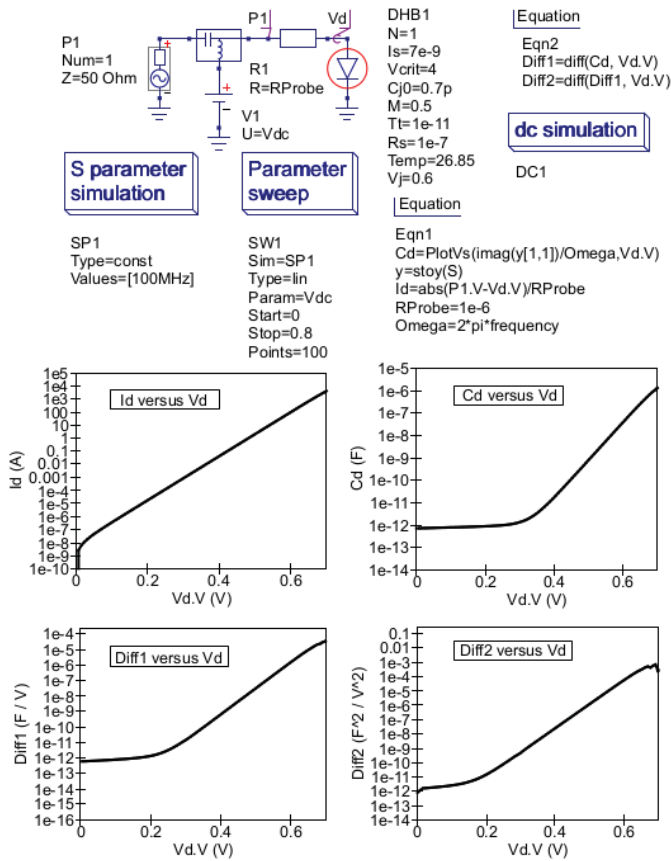 P1
Num=1
Z=50 Ohm
P1
Vd
R1
R=RProbe
V1
U=Vdc
DHB1
N=1
Is=7e-9
Vcrit=4
Cj0=0.7p
M=0.5
Tt=1e-11
Rs=1e-7
Temp=26.85
Vj=0.6
Equation
Eqn2
Diff1=diff(Cd, Vd.V)
Diff2=diff(Diff1, Vd.V)
dc simulation
DC1
S parameter
simulation
SP1
Type=const
Values=[100MHz]
Parameter
sweep
SW1
Sim=SP1
Type=lin
Param=Vdc
Start=0
Stop=0.8
Points=100
Equation
Eqn1
Cd=PlotVs(imag(y[1,1])/Omega,Vd.V)
y=stoy(S)
Id=abs(P1.V-Vd.V)/RProbe
RProbe=1e-6
Omega=2*pi*frequency
Id versus Vd
Id (A)
1e5
1e4
1e3
100
10
1
0.1
0.01
0.001
1e-4
1e-5
1e-6
1e-7
1e-8
1e-9
1e-10
0
0.2
0.4
0.6
Vd.V (V)
Cd versus Vd
Cd (F)
1e-5
1e-6
1e-7
1e-8
1e-9
1e-10
1e-11
1e-12
1e-13
1e-14
0
0.2
0.4
0.6
Vd.V (V)
Diff1 versus Vd
Diff1 (F / V)
1e-4
1e-5
1e-6
1e-7
1e-8
1e-9
1e-10
1e-11
1e-12
1e-13
1e-14
1e-15
1e-16
0
0.2
0.4
0.6
Vd.V (V)
Diff2 versus Vd
Diff2 (F^2 / V^2)
0.1
0.01
1e-3
1e-4
1e-5
1e-6
1e-7
1e-8
1e-9
1e-10
1e-11
1e-12
1e-13
1e-14
0
0.2
0.4
0.6
Vd.V (V)